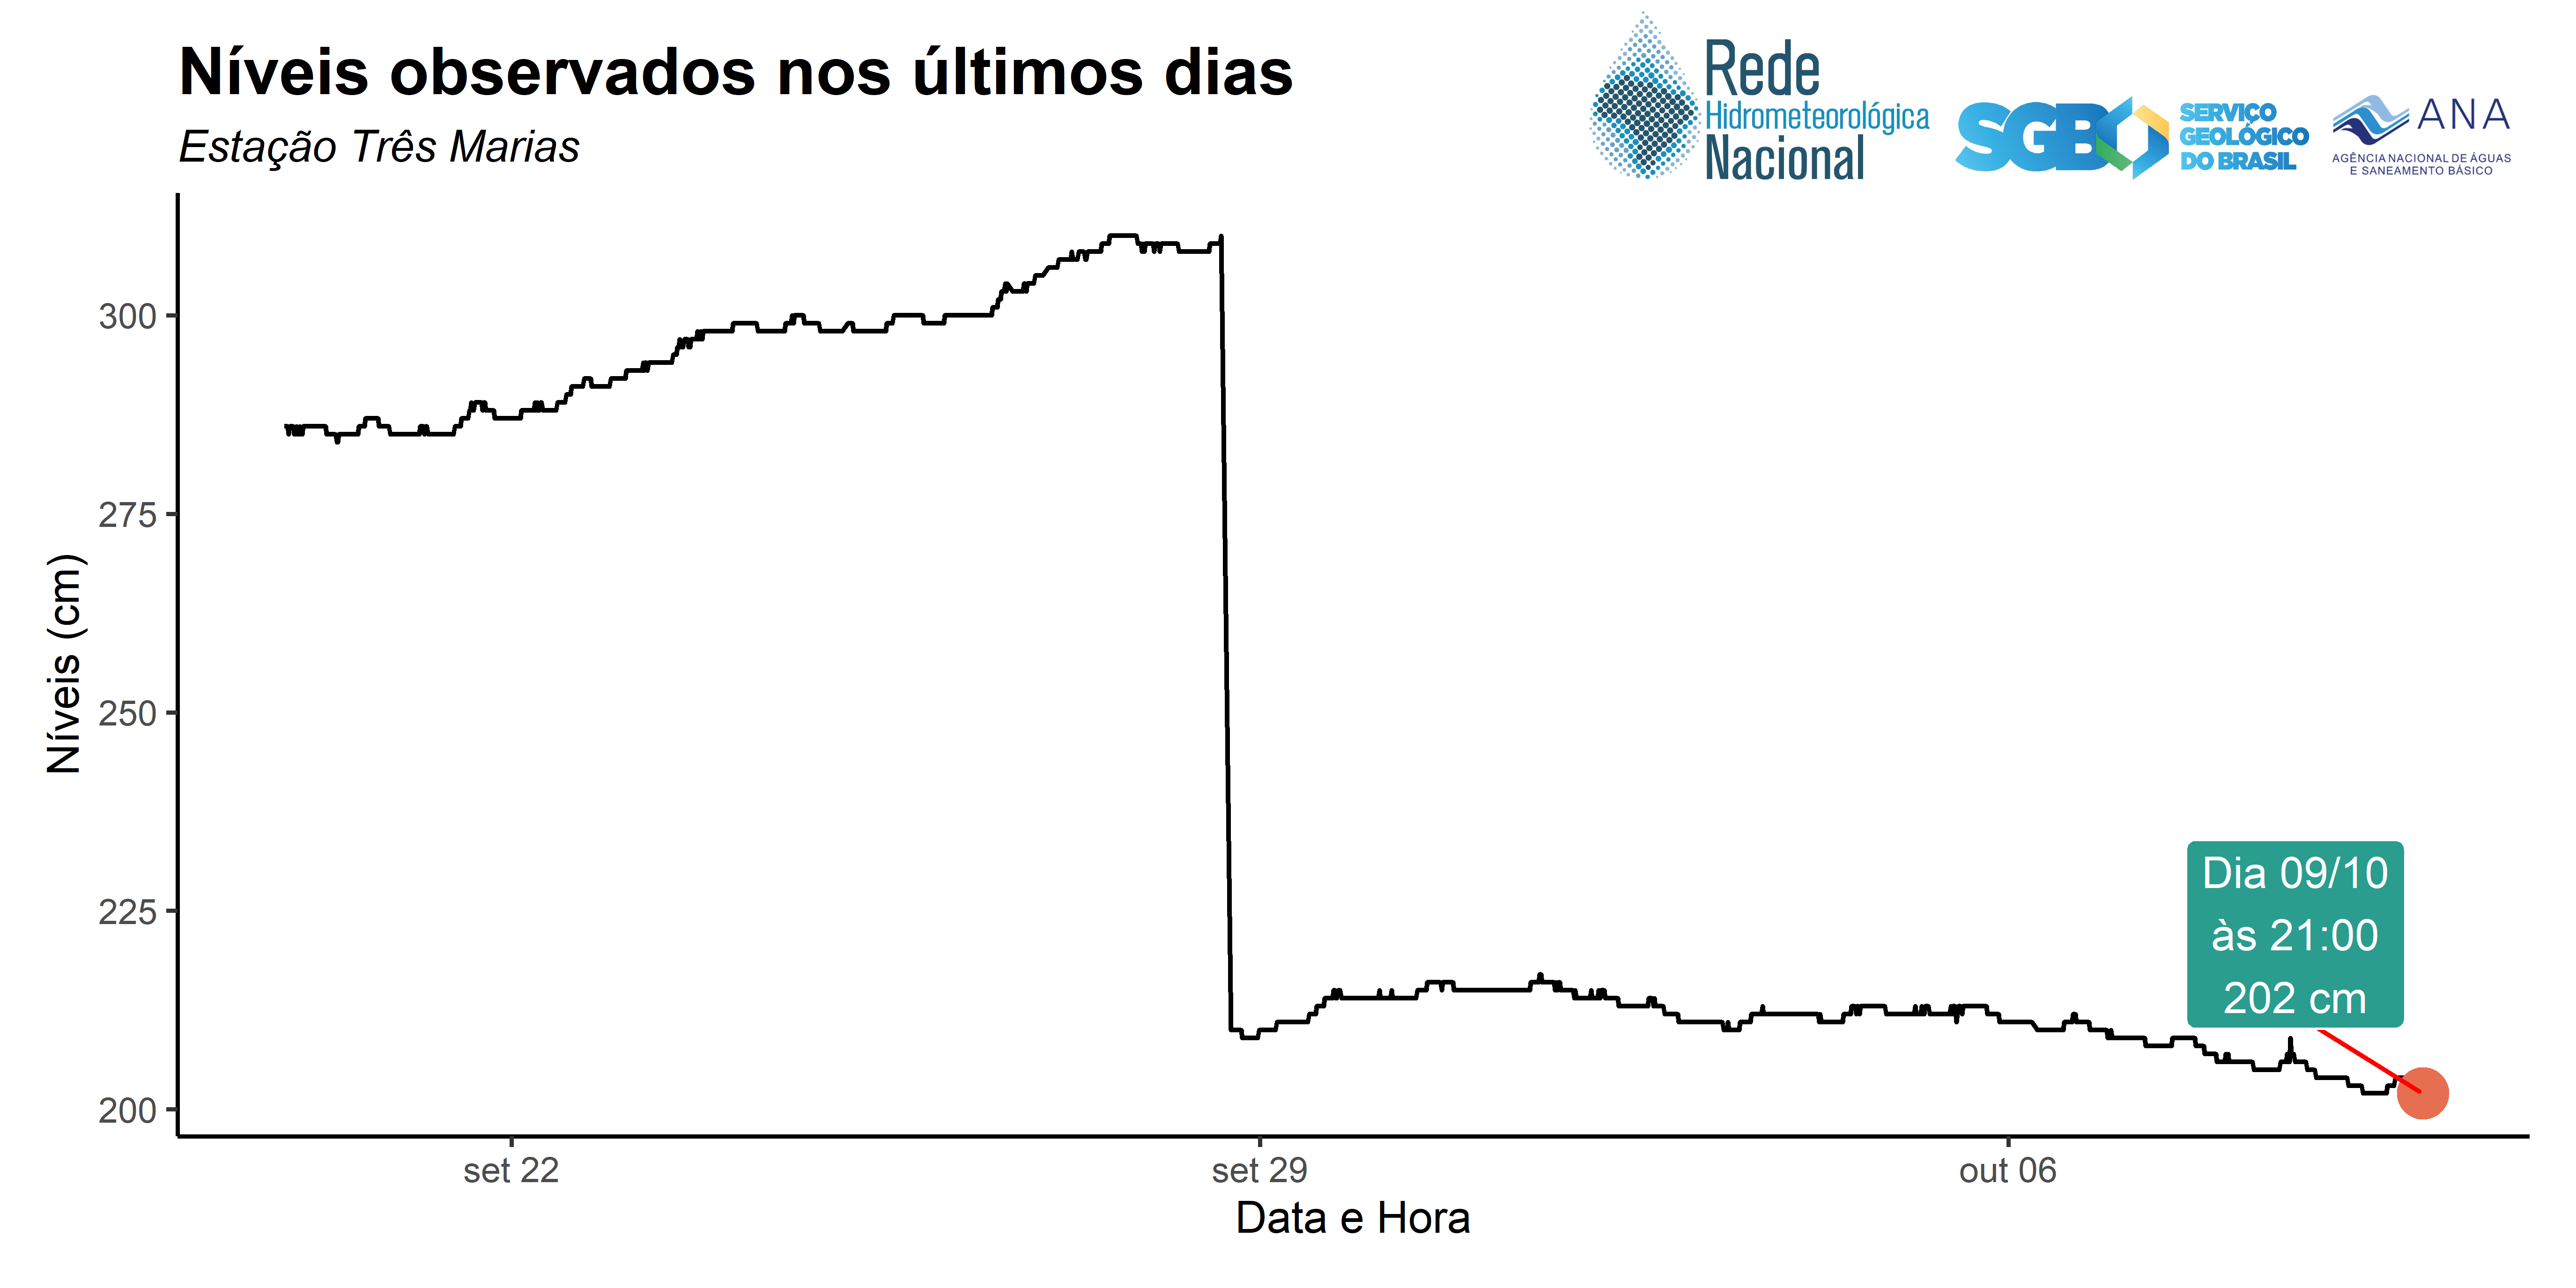 Níveis observados nos últimos dias
Estação Três Marias
Rede
Hidrometeorológica
Nacional
SGB
SERVIÇO
GEOLÓGICO
DO BRASIL
ANA
AGÊNCIA NACIONAL DE ÁGUAS
E SANEAMENTO BÁSICO
Níveis (cm)
300
275
250
225
200
Dia 09/10
às 21:00
202 cm
set 22
set 29
out 06
Data e Hora